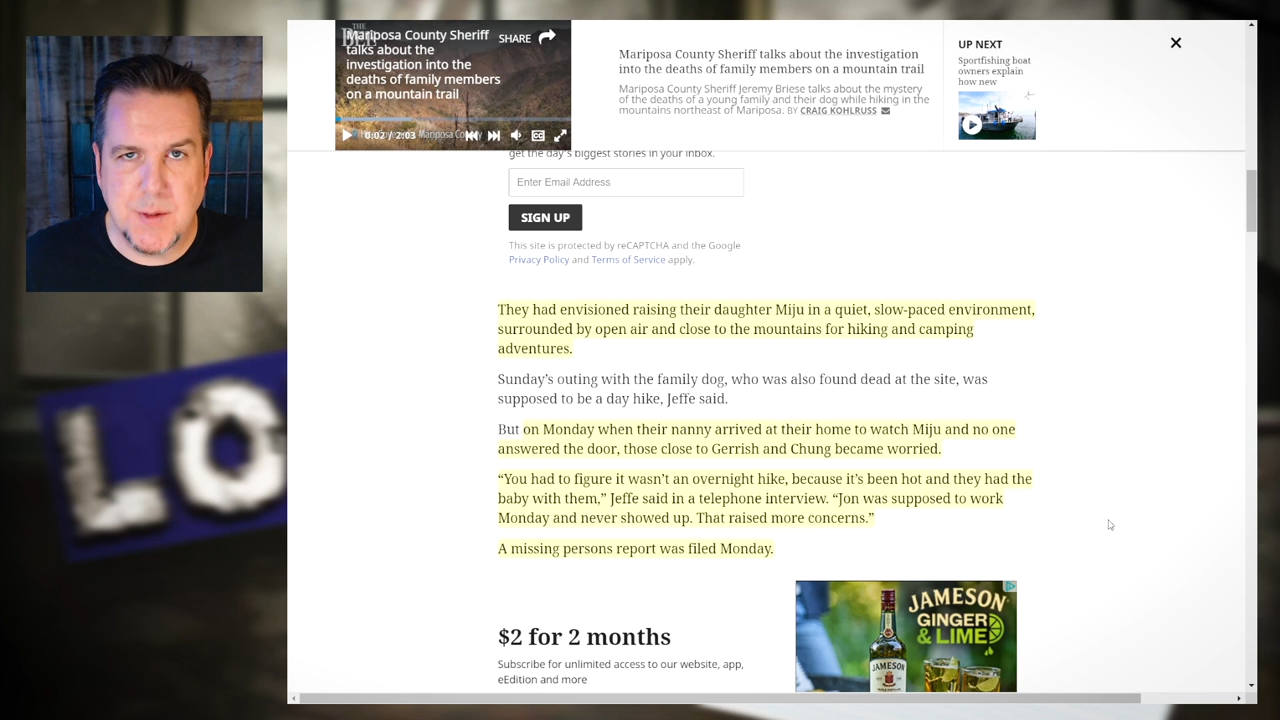 THE
Mariposa County Sheriff
talks about the
investigation into the
deaths of family members
on a mountain trail
SHARE
0:02 / 2:03
Mariposa
CC
Mariposa County Sheriff talks about the investigation
into the deaths of family members on a mountain trail
Mariposa County Sheriff Jeremy Briese talks about the mystery
of the deaths of a young family and their dog while hiking in the
mountains northeast of Mariposa. BY CRAIG KOHLRUSS
UP NEXT
Sportfishing boat
owners explain
how new
get the day's biggest stories in your inbox.
Enter Email Address
SIGN UP
This site is protected by reCAPTCHA and the Google
Privacy Policy and Terms of Service apply.
They had envisioned raising their daughter Miju in a quiet, slow-paced environment,
surrounded by open air and close to the mountains for hiking and camping
adventures.
Sunday’s outing with the family dog, who was also found dead at the site, was
supposed to be a day hike, Jeffe said.
But on Monday when their nanny arrived at their home to watch Miju and no one
answered the door, those close to Gerrish and Chung became worried.
“You had to figure it wasn’t an overnight hike, because it’s been hot and they had the
baby with them,” Jeffe said in a telephone interview. “Jon was supposed to work
Monday and never showed up. That raised more concerns.”
A missing persons report was filed Monday.
$2 for 2 months
Subscribe for unlimited access to our website, app,
eEdition and more
JAMESON
GINGER
& LIME
JAMESON
LO